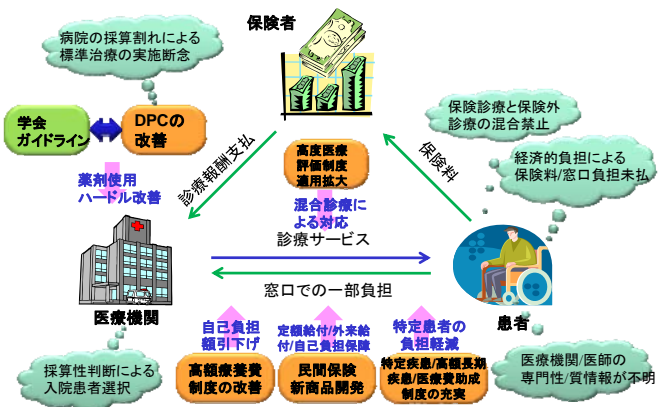 病院の採算割れによる
標準治療の実施断念
保険者
学会
ガイドライン
DPCの
改善
保険診療と保険外
診療の混合禁止
経済的負担による
保険料/窓口負担未払
薬剤使用
ハードル改善
診療報酬支払
高度医療
評価制度
適用拡大
保険料
混合診療に
よる対応
診療サービス
窓口での一部負担
医療機関
患者
採算性判断による
入院患者選択
自己負担
額引下げ
定額給付/外来給
付/自己負担保障
特定患者の
負担軽減
高額療養費
制度の改善
民間保険
新商品開発
特定疾患/高額長期
疾患/医療費助成
制度の充実
医療機関/医師の
専門性/質情報が不明